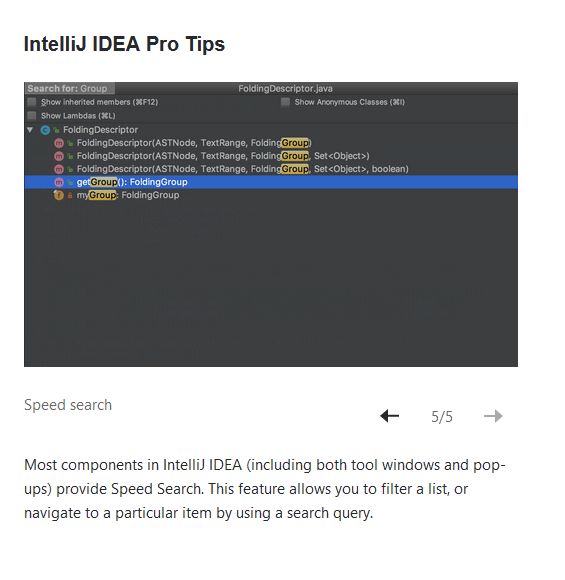 IntelliJ IDEA Pro Tips
Search for: Group
FoldingDescriptor.java
Show inherited members (⌘F12)
Show Anonymous Classes (⌘I)
Show Lambdas (⌘L)
FoldingDescriptor
FoldingDescriptor(ASTNode, TextRange, FoldingGroup)
FoldingDescriptor(ASTNode, TextRange, FoldingGroup, Set<Object>)
FoldingDescriptor(ASTNode, TextRange, FoldingGroup, Set<Object>, boolean)
getGroup(): FoldingGroup
myGroup: FoldingGroup
Speed search
5/5
Most components in IntelliJ IDEA (including both tool windows and pop-
ups) provide Speed Search. This feature allows you to filter a list, or
navigate to a particular item by using a search query.